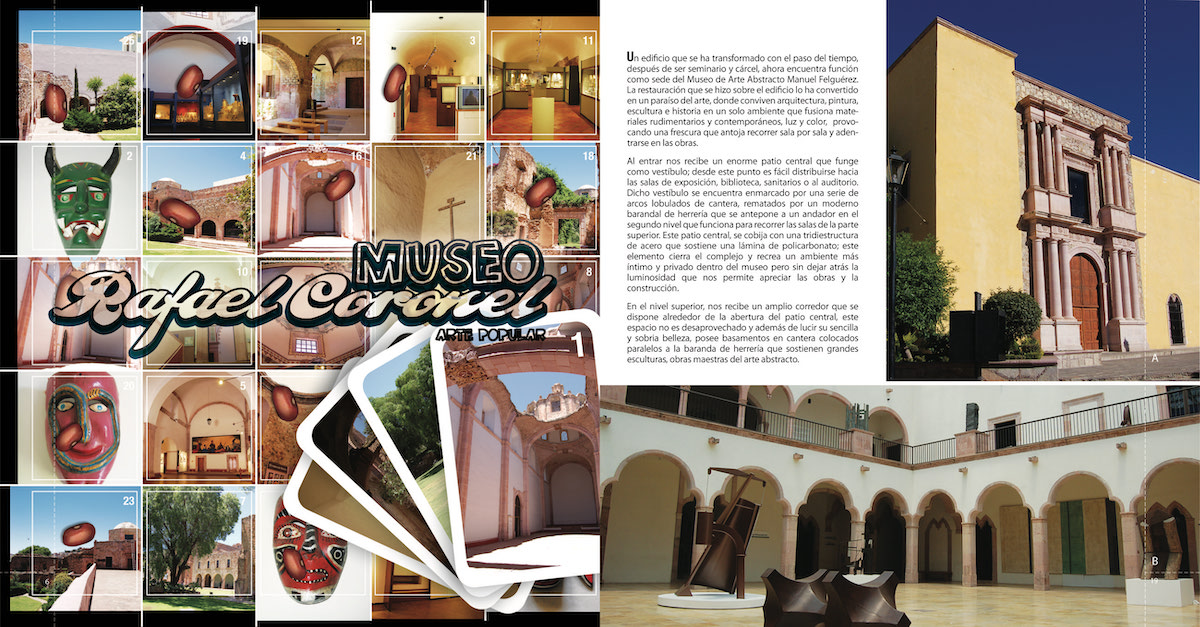 25
19
12
3
11
2
4
16
21
18
MUSEO
Rafael Coronel
ARTE POPULAR
10
8
1
20
5
23
7
6
Un edificio que se ha transformado con el paso del tiempo,
después de ser seminario y cárcel, ahora encuentra función
como sede del Museo de Arte Abstracto Manuel Felguérez.
La restauración que se hizo sobre el edificio lo ha convertido
en un paraíso del arte, donde conviven arquitectura, pintura,
escultura e historia en un solo ambiente que fusiona mate-
riales rudimentarios y contemporáneos, luz y color, provo-
cando una frescura que antoja recorrer sala por sala y aden-
trarse en las obras.
Al entrar nos recibe un enorme patio central que funge
como vestíbulo; desde este punto es fácil distribuirse hacia
las salas de exposición, biblioteca, sanitarios o al auditorio.
Dicho vestíbulo se encuentra enmarcado por una serie de
arcos lobulados de cantera, rematados por un moderno
barandal de herrería que se antepone a un andador en el
segundo nivel que funciona para recorrer las salas de la parte
superior. Este patio central, se cobija con una tridiestructura
de acero que sostiene una lámina de policarbonato; este
elemento cierra el complejo y recrea un ambiente más
íntimo y privado dentro del museo pero sin dejar atrás la
luminosidad que nos permite apreciar las obras y la
construcción.
En el nivel superior, nos recibe un amplio corredor que se
dispone alrededor de la abertura del patio central, este
espacio no es desaprovechado y además de lucir su sencilla
y sobria belleza, posee basamentos en cantera colocados
paralelos a la baranda de herrería que sostienen grandes
esculturas, obras maestras del arte abstracto.
A
B
19